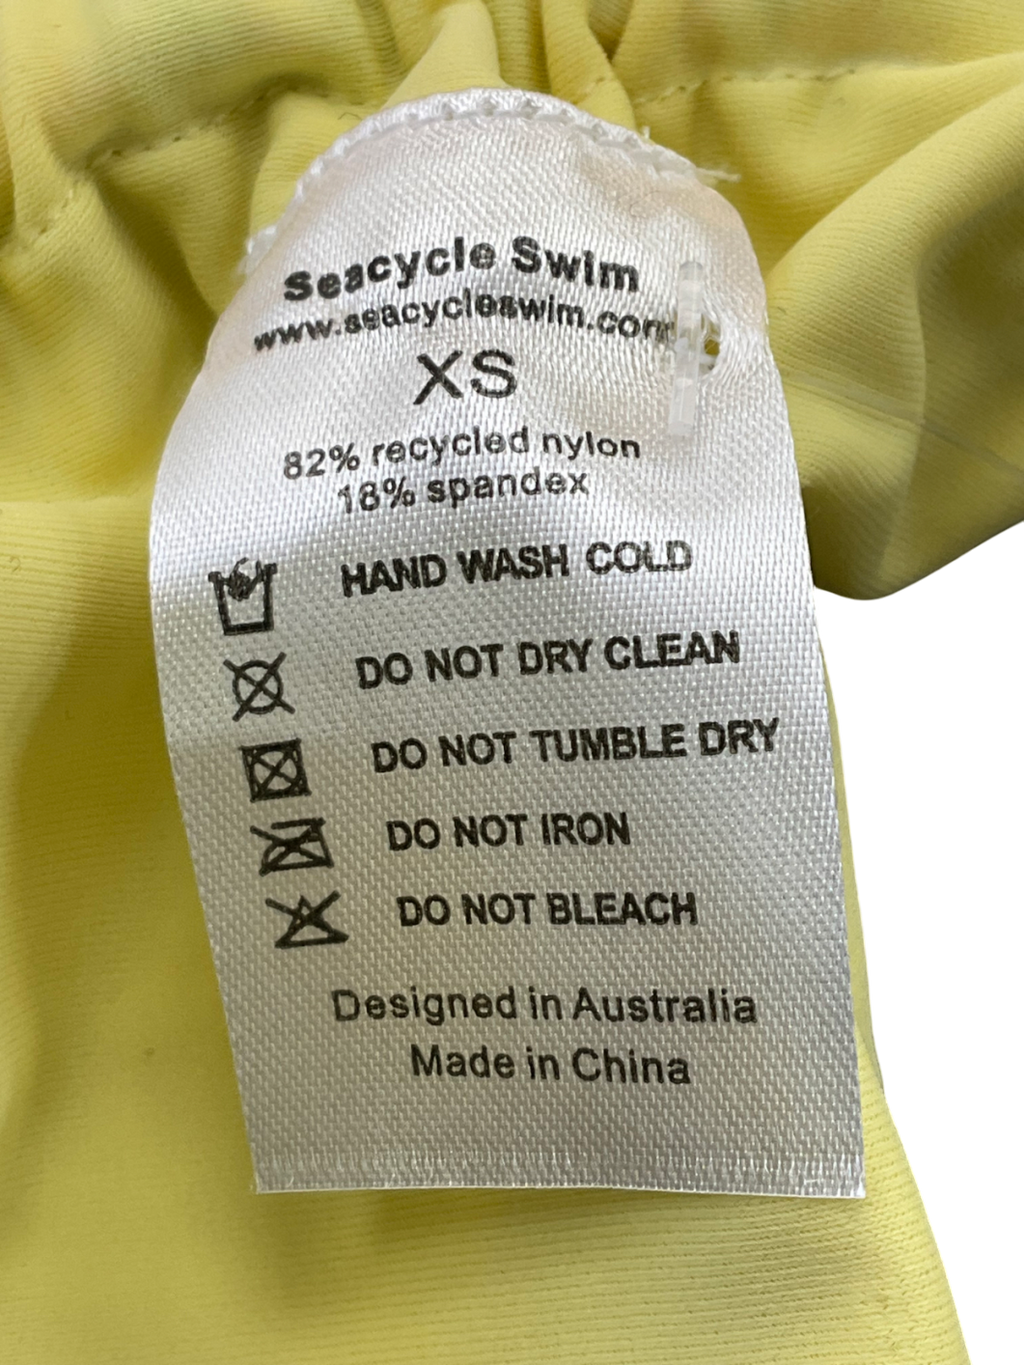 Seacycle Swim
www.seacycleswim.com
XS
82% recycled nylon
18% spandex
HAND WASH COLD
DO NOT DRY CLEAN
DO NOT TUMBLE DRY
DO NOT IRON
DO NOT BLEACH
Designed in Australia
Made in China